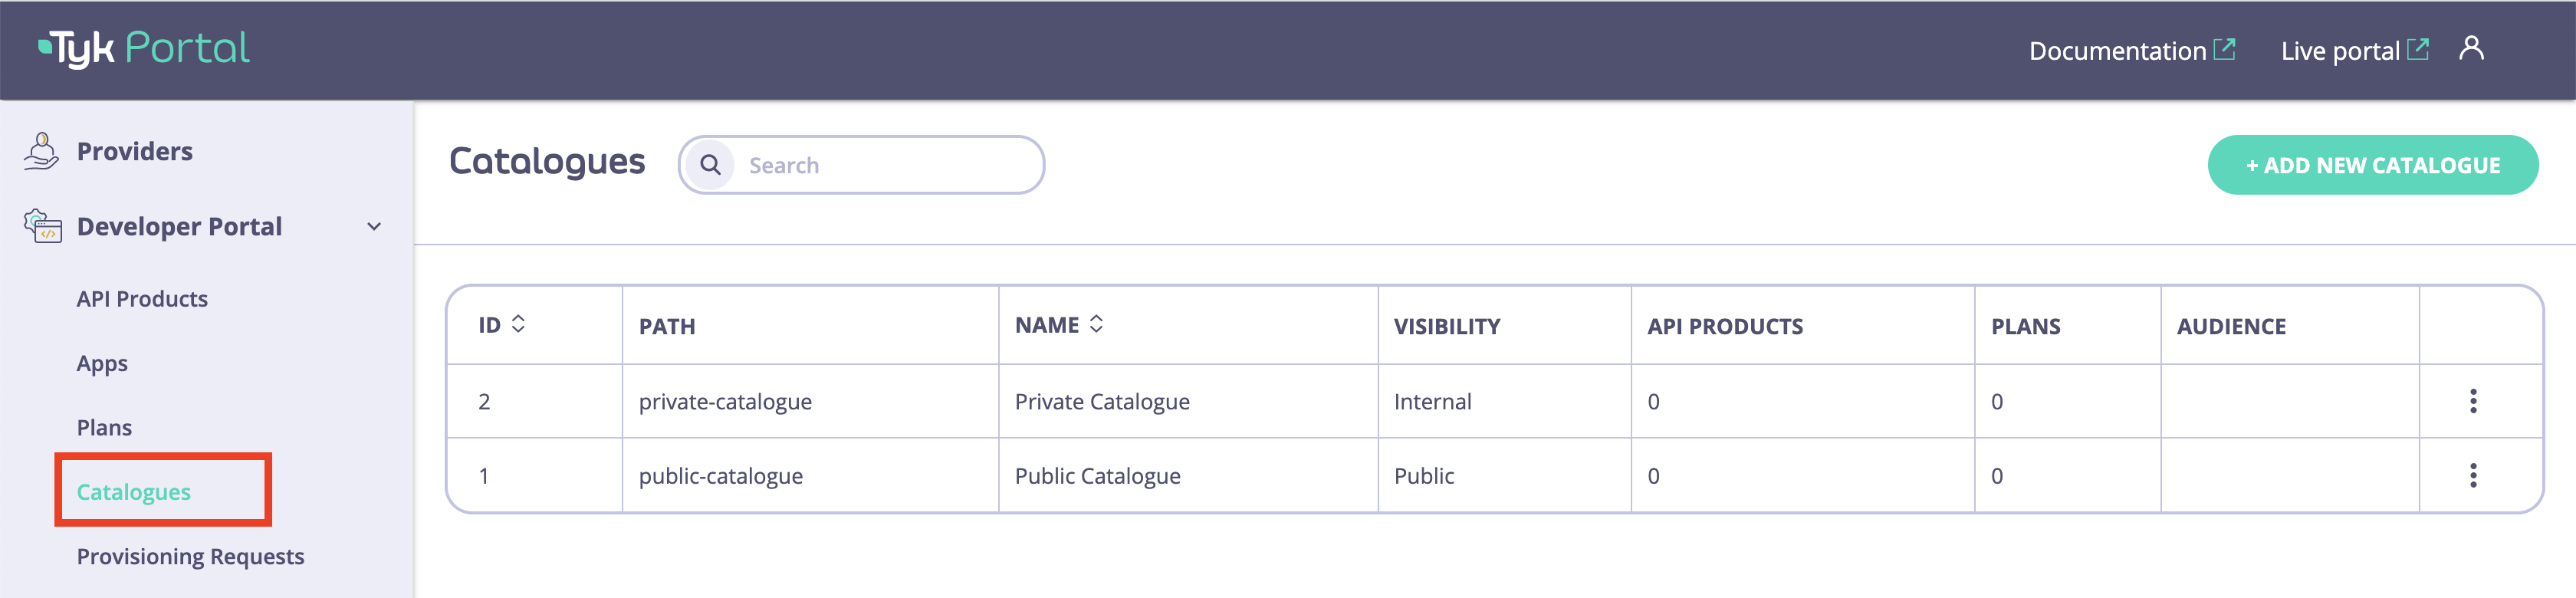 Tyk Portal
Documentation
Live portal
Providers
Developer Portal
API Products
Apps
Plans
Catalogues
Provisioning Requests
Catalogues
Search
+ ADD NEW CATALOGUE
ID PATH NAME VISIBILITY API PRODUCTS PLANS AUDIENCE
2 private-catalogue Private Catalogue Internal 0 0
1 public-catalogue Public Catalogue Public 0 0